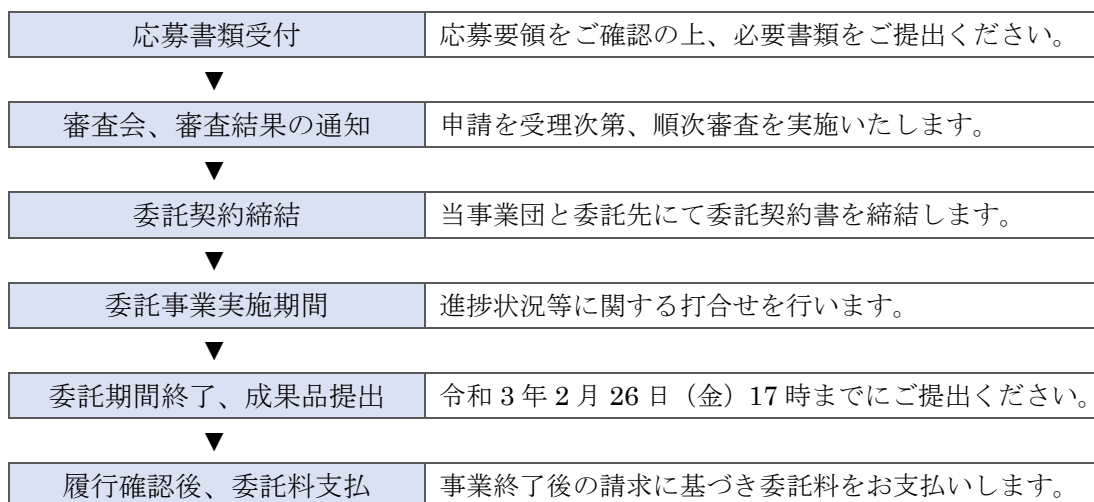 応募書類受付 応募要領をご確認の上、必要書類をご提出ください。
▼
審査会、審査結果の通知 申請を受理次第、順次審査を実施いたします。
▼
委託契約締結 当事業団と委託先にて委託契約書を締結します。
▼
委託事業実施期間 進捗状況等に関する打合せを行います。
▼
委託期間終了、成果品提出 令和 3 年 2 月 26 日（金）17 時までにご提出ください。
▼
履行確認後、委託料支払 事業終了後の請求に基づき委託料をお支払いします。